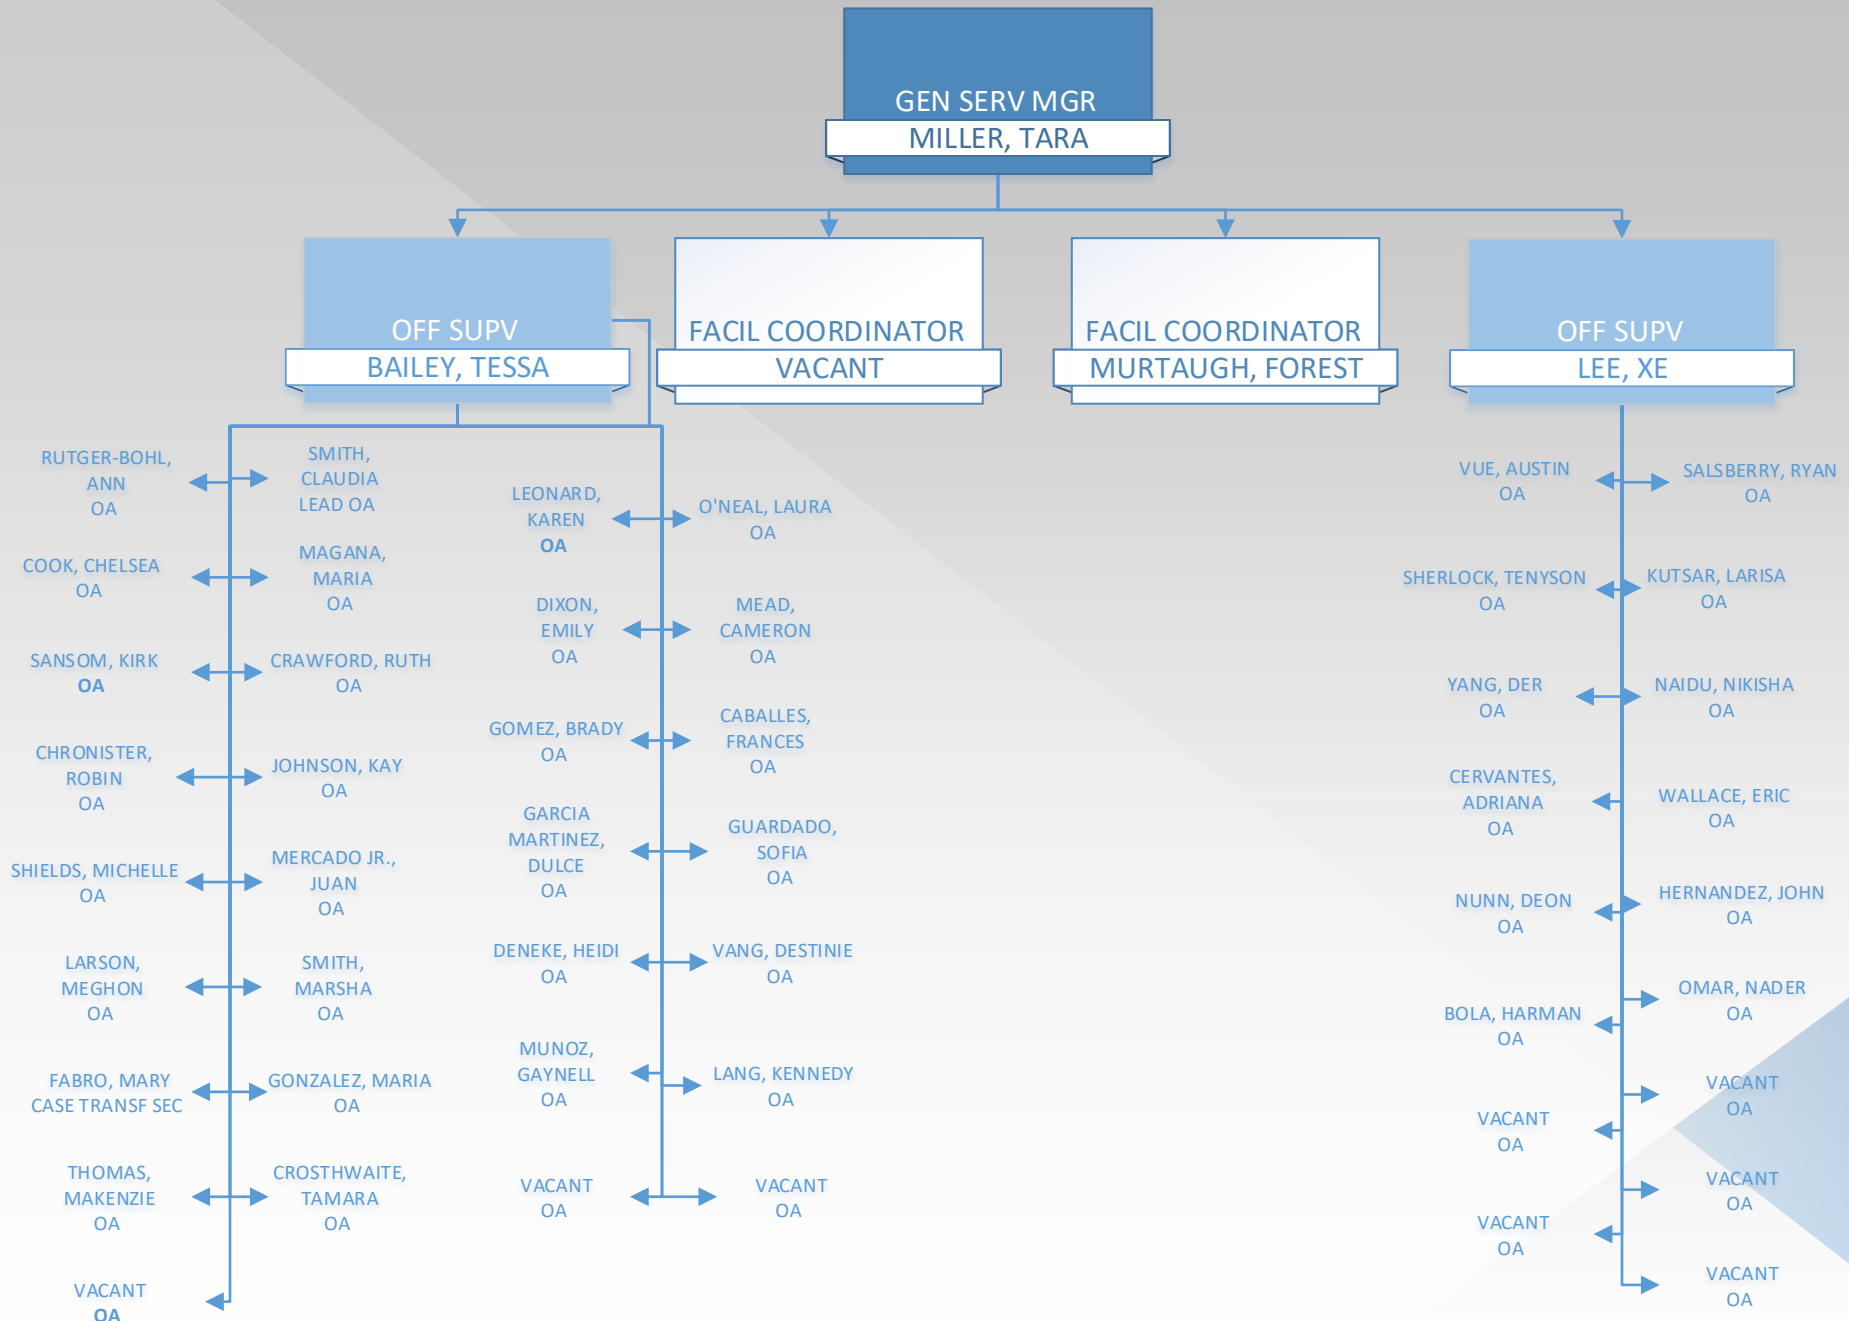 GEN SERV MGR
MILLER, TARA
OFF SUPV
BAILEY, TESSA
FACIL COORDINATOR
VACANT
FACIL COORDINATOR
MURTAUGH, FOREST
OFF SUPV
LEE, XE
RUTGER-BOHL,
ANN
OA
SMITH,
CLAUDIA
LEAD OA
COOK, CHELSEA
OA
MAGANA,
MARIA
OA
SANSOM, KIRK
OA
CRAWFORD, RUTH
OA
CHRONISTER,
ROBIN
OA
JOHNSON, KAY
OA
SHIELDS, MICHELLE
OA
MERCADO JR.,
JUAN
OA
LARSON,
MEGHON
OA
SMITH,
MARSHA
OA
FABRO, MARY
CASE TRANSF SEC
GONZALEZ, MARIA
OA
THOMAS,
MAKENZIE
OA
CROSTHWAITE,
TAMARA
OA
VACANT
OA
LEONARD,
KAREN
OA
O'NEAL, LAURA
OA
DIXON,
EMILY
OA
MEAD,
CAMERON
OA
GOMEZ, BRADY
OA
CABALLES,
FRANCES
OA
GARCIA
MARTINEZ,
DULCE
OA
GUARDADO,
SOFIA
OA
DENEKE, HEIDI
OA
VANG, DESTINIE
OA
MUNOZ,
GAYNELL
OA
LANG, KENNEDY
OA
VACANT
OA
VACANT
OA
VUE, AUSTIN
OA
SALSBERRY, RYAN
OA
SHERLOCK, TENYSON
OA
KUTSAR, LARISA
OA
YANG, DER
OA
NAIDU, NIKISHA
OA
CERVANTES,
ADRIANA
OA
WALLACE, ERIC
OA
NUNN, DEON
OA
HERNANDEZ, JOHN
OA
BOLA, HARMAN
OA
OMAR, NADER
OA
VACANT
OA
VACANT
OA
VACANT
OA
VACANT
OA
VACANT
OA